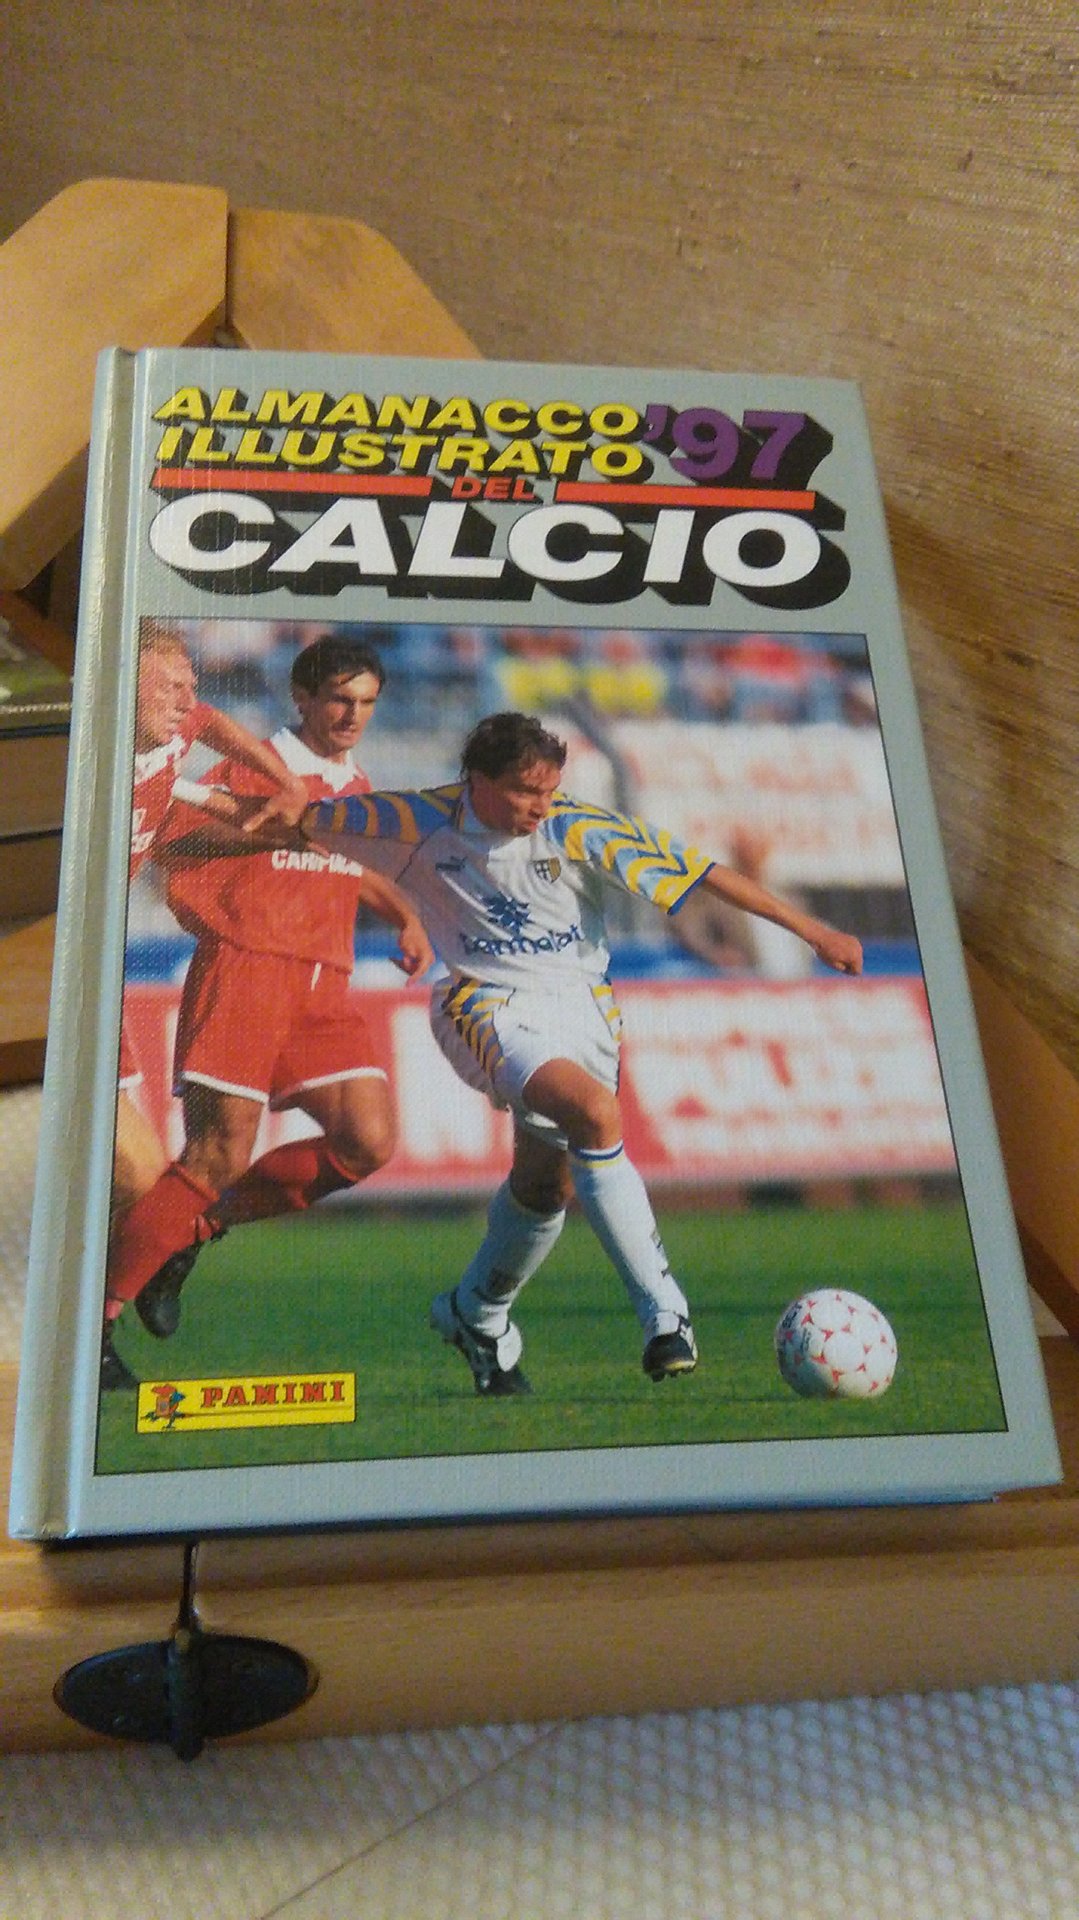 ALMANACCO '97
ILLUSTRATO
DEL
CALCIO
parmalat
PANINI